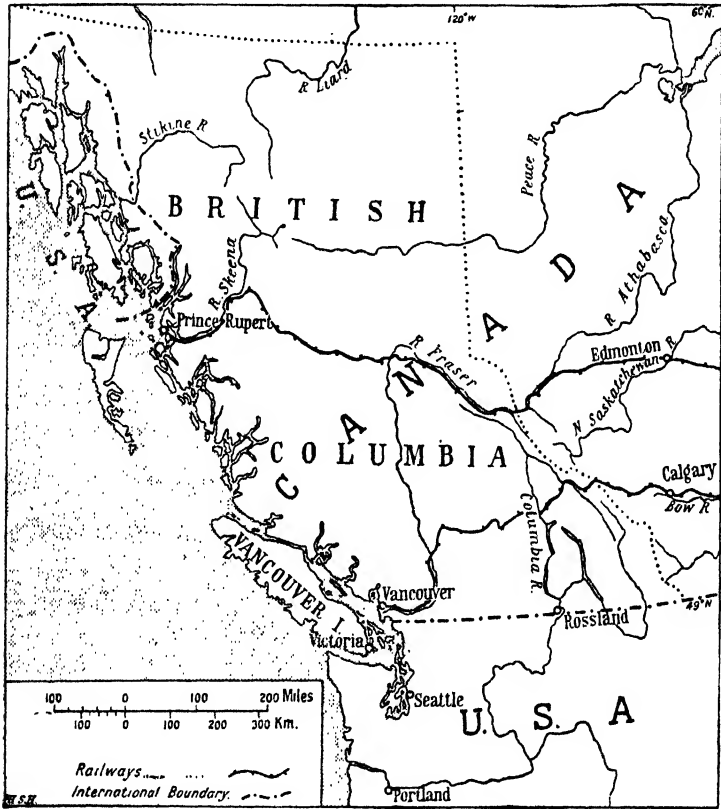 120°W
60°N.
R Liard
Stikine R
Peace R
U. S. A
BRITISH
CANADA
R Skeena
R Athabasca
Prince Rupert
R Fraser
Edmonton
N Saskatchewan R
COLUMBIA
Calgary
Bow R
Columbia R.
VANCOUVER I.
Vancouver
49°N
Rossland
Victoria
Seattle
U. S. A
100 0 100 200 Miles
100 0 100 200 300 Km.
Railways
International Boundary.
Portland
H.S.H.